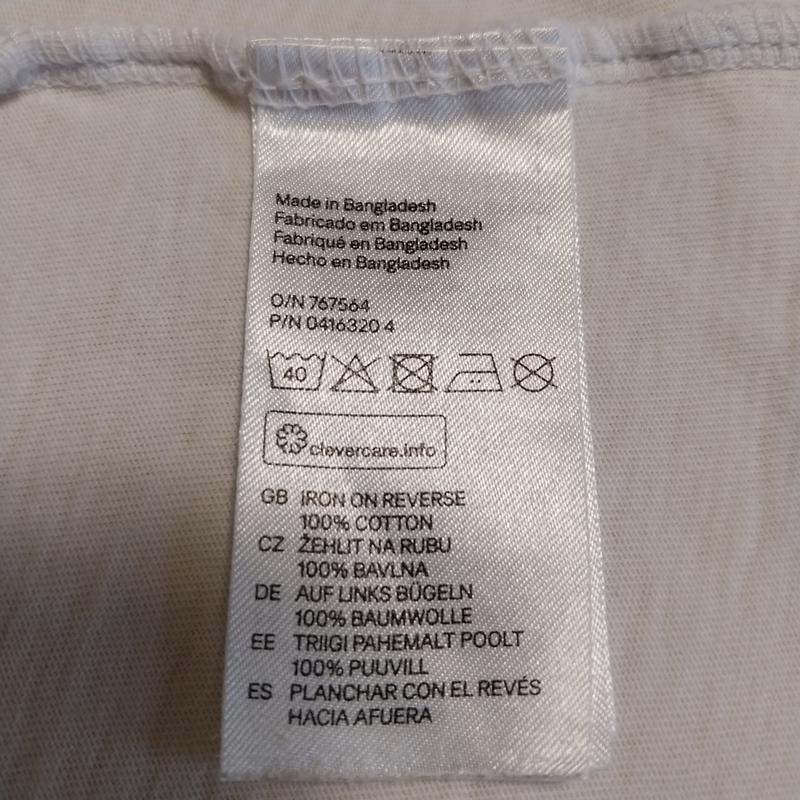 Made in Bangladesh
Fabricado em Bangladesh
Fabriqué en Bangladesh
Hecho en Bangladesh
O/N 767564
P/N 0416320 4
40
clevercare.info
GB IRON ON REVERSE
100% COTTON
CZ ŽEHLIT NA RUBU
100% BAVLNA
DE AUF LINKS BÜGELN
100% BAUMWOLLE
EE TRIIGI PAHEMALT POOLT
100% PUUVILL
ES PLANCHAR CON EL REVÉS
HACIA AFUERA